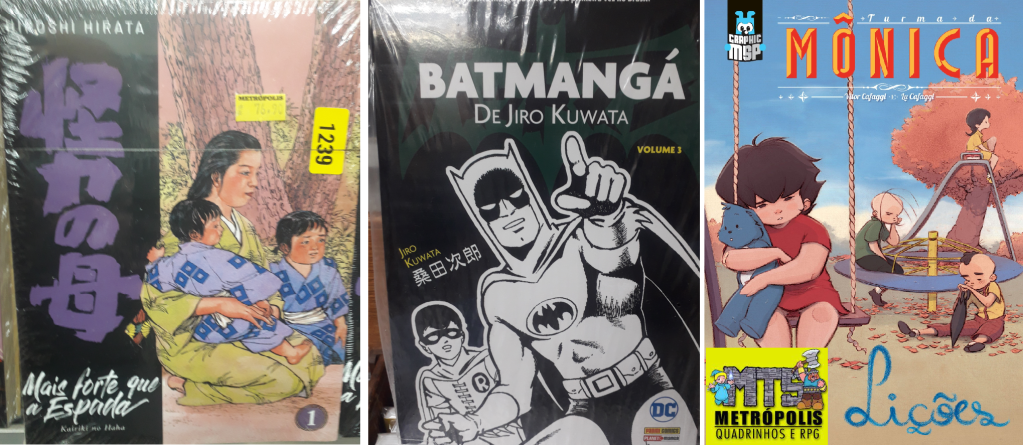 HIROSHI HIRATA
怪力の母
METRÓPOLIS
1239
Mais forte que
a Espada
Kairiki no Haha
1
BATMANGÁ
DE JIRO KUWATA
VOLUME 3
JIRO
KUWATA
桑田次郎
R
DC
PLANET MANGA
GRAPHIC
MSP
Turma da
MÔNICA
Vitor Cafaggi · E · Lu Cafaggi
Lições
MTS
METRÓPOLIS
QUADRINHOS E RPG